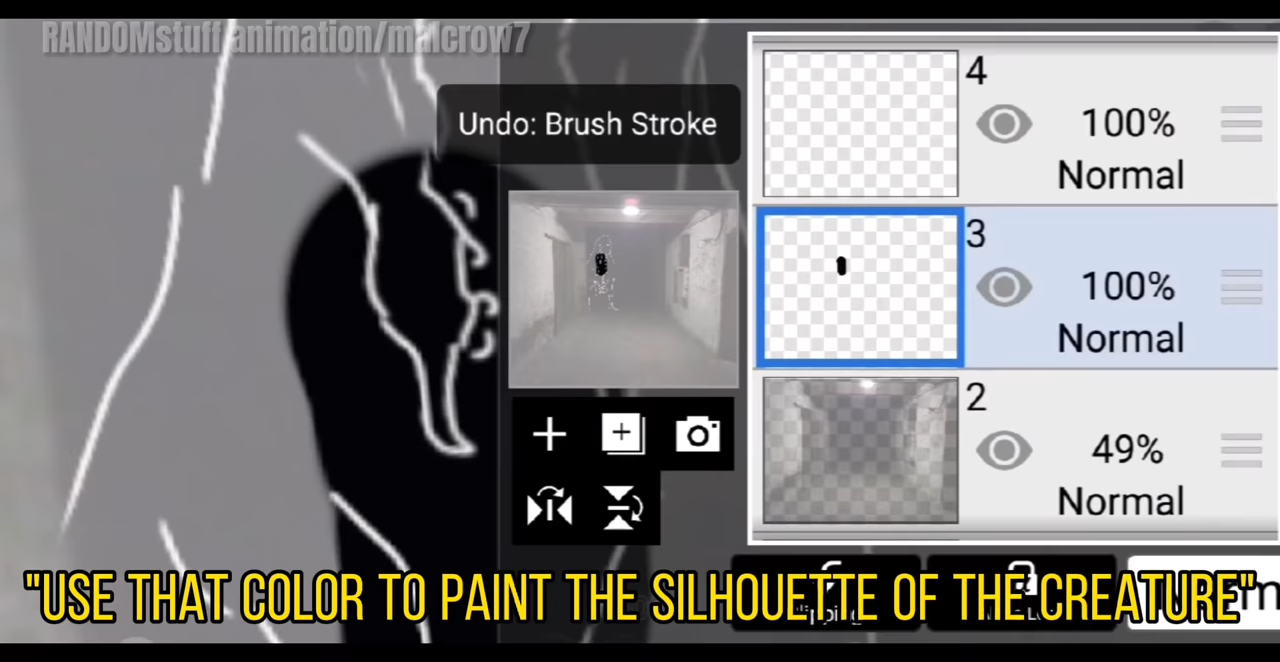 RANDOMstuff animation/m
crow7
Undo: Brush Stroke
4
100%
Normal
3
100%
Normal
2
49%
Normal
"USE THAT COLOR TO PAINT THE SILHOUETTE OF THE CREATURE"